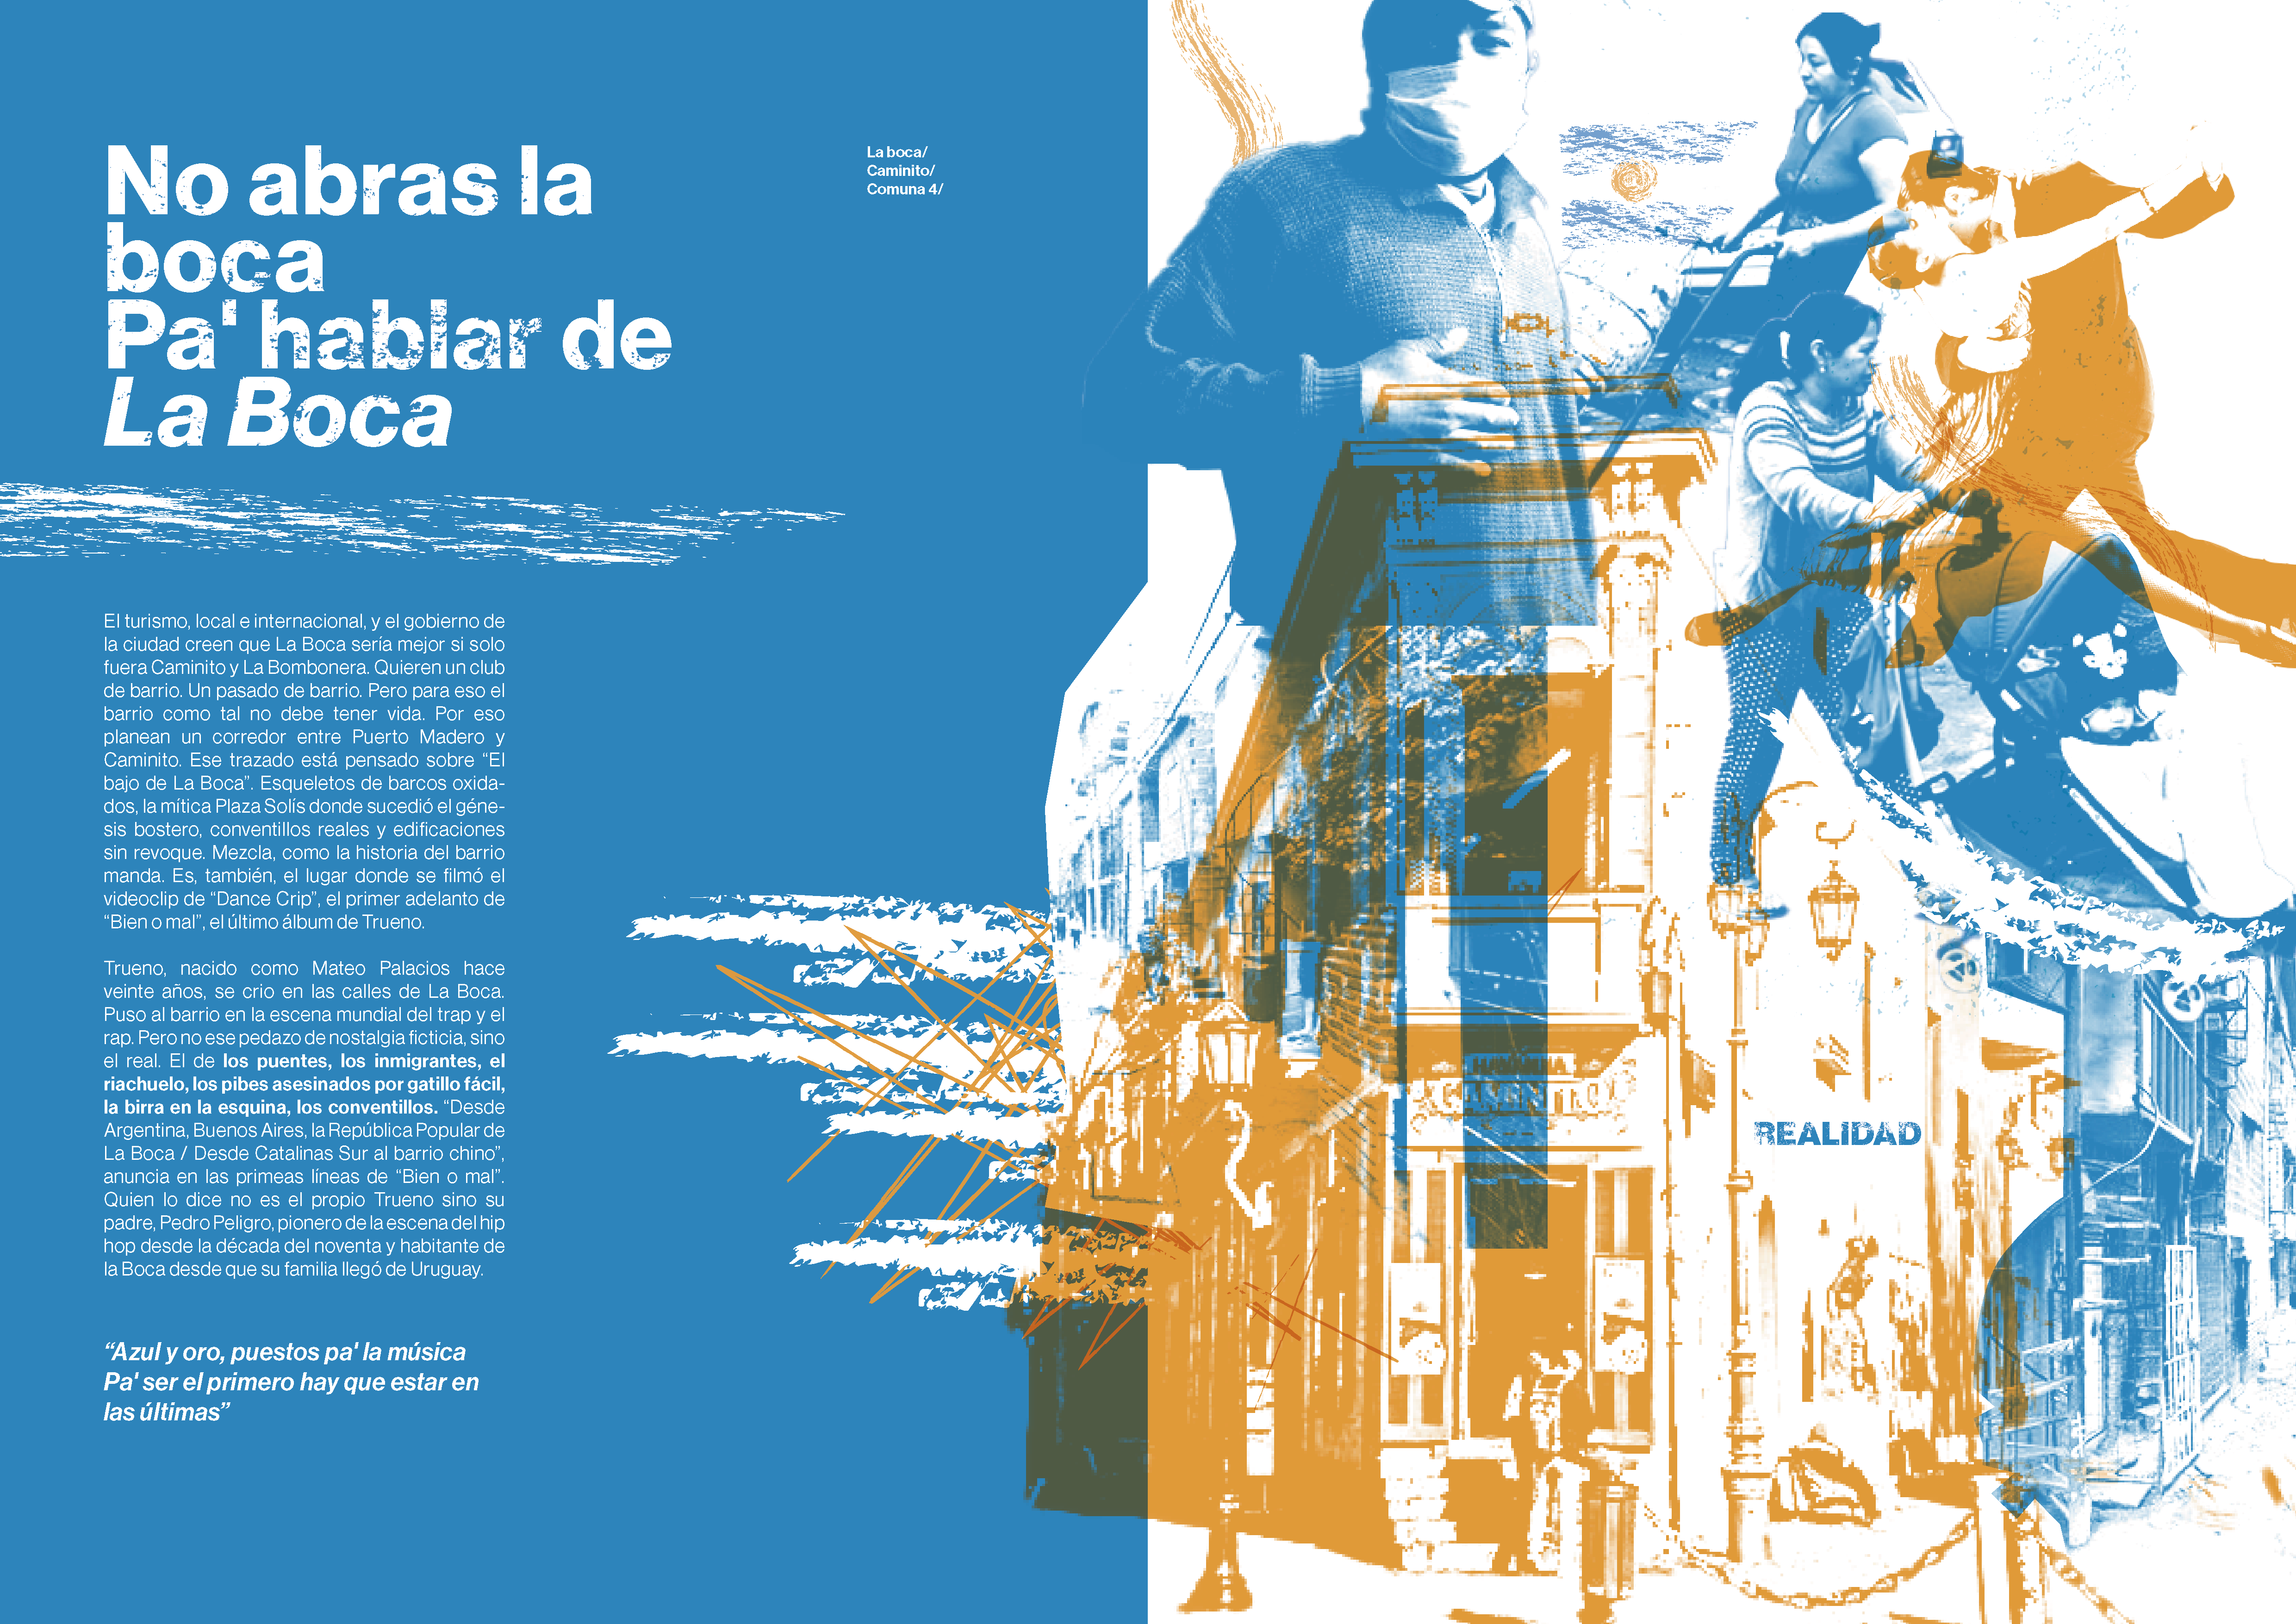 No abras la
boca
Pa' hablar de
La Boca
La boca/
Caminito/
Comuna 4/
El turismo, local e internacional, y el gobierno de
la ciudad creen que La Boca sería mejor si solo
fuera Caminito y La Bombonera. Quieren un club
de barrio. Un pasado de barrio. Pero para eso el
barrio como tal no debe tener vida. Por eso
planean un corredor entre Puerto Madero y
Caminito. Ese trazado está pensado sobre “El
bajo de La Boca”. Esqueletos de barcos oxida-
dos, la mítica Plaza Solís donde sucedió el géne-
sis bostero, conventillos reales y edificaciones
sin revoque. Mezcla, como la historia del barrio
manda. Es, también, el lugar donde se filmó el
videoclip de “Dance Crip”, el primer adelanto de
“Bien o mal”, el último álbum de Trueno.
Trueno, nacido como Mateo Palacios hace
veinte años, se crio en las calles de La Boca.
Puso al barrio en la escena mundial del trap y el
rap. Pero no ese pedazo de nostalgia ficticia, sino
el real. El de los puentes, los inmigrantes, el
riachuelo, los pibes asesinados por gatillo fácil,
la birra en la esquina, los conventillos. “Desde
Argentina, Buenos Aires, la República Popular de
La Boca / Desde Catalinas Sur al barrio chino”,
anuncia en las primeas líneas de “Bien o mal”.
Quien lo dice no es el propio Trueno sino su
padre, Pedro Peligro, pionero de la escena del hip
hop desde la década del noventa y habitante de
la Boca desde que su familia llegó de Uruguay.
“Azul y oro, puestos pa' la música
Pa' ser el primero hay que estar en
las últimas”
REALIDAD